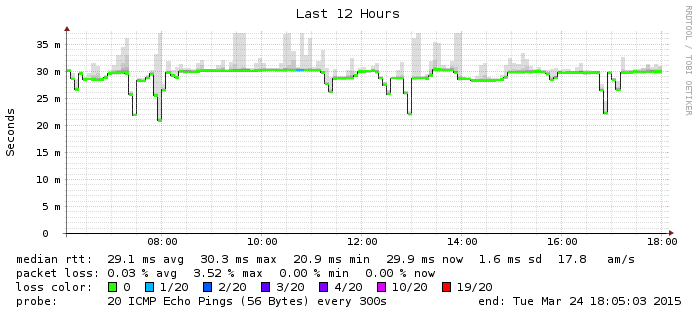 Last 12 Hours
RRDTOOL / TOBI OETIKER
Seconds
35 m
30 m
25 m
20 m
15 m
10 m
5 m
0
08:00 10:00 12:00 14:00 16:00 18:00
median rtt: 29.1 ms avg 30.3 ms max 20.9 ms min 29.9 ms now 1.6 ms sd 17.8 am/s
packet loss: 0.03 % avg 3.52 % max 0.00 % min 0.00 % now
loss color: 0 1/20 2/20 3/20 4/20 10/20 19/20
probe: 20 ICMP Echo Pings (56 Bytes) every 300s end: Tue Mar 24 18:05:03 2015